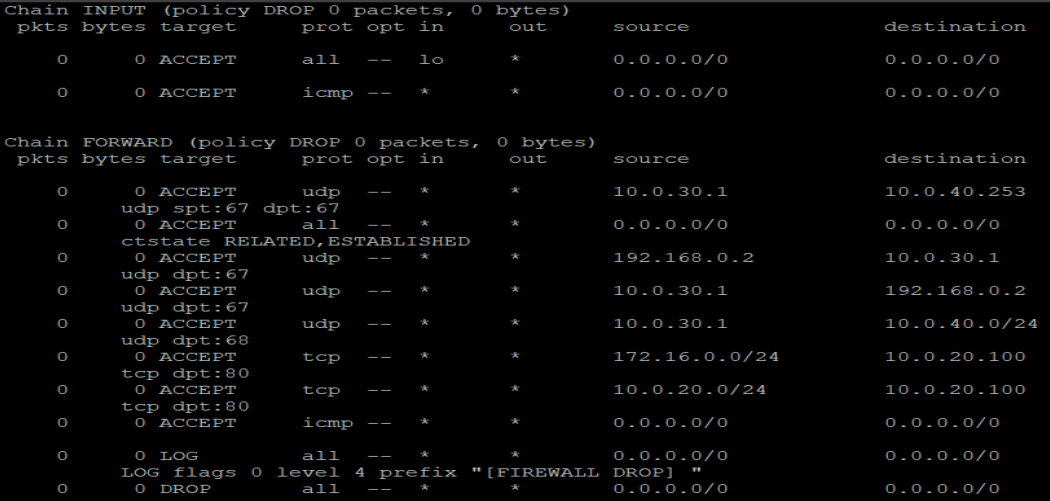 Chain INPUT (policy DROP 0 packets, 0 bytes)
pkts bytes target prot opt in out source destination
0 0 ACCEPT all -- lo * 0.0.0.0/0 0.0.0.0/0
0 0 ACCEPT icmp -- * * 0.0.0.0/0 0.0.0.0/0
Chain FORWARD (policy DROP 0 packets, 0 bytes)
pkts bytes target prot opt in out source destination
0 0 ACCEPT udp -- * * 10.0.30.1 10.0.40.253
udp spt:67 dpt:67
0 0 ACCEPT all -- * * 0.0.0.0/0 0.0.0.0/0
ctstate RELATED,ESTABLISHED
0 0 ACCEPT udp -- * * 192.168.0.2 10.0.30.1
udp dpt:67
0 0 ACCEPT udp -- * * 10.0.30.1 192.168.0.2
udp dpt:67
0 0 ACCEPT udp -- * * 10.0.30.1 10.0.40.0/24
udp dpt:68
0 0 ACCEPT tcp -- * * 172.16.0.0/24 10.0.20.100
tcp dpt:80
0 0 ACCEPT tcp -- * * 10.0.20.0/24 10.0.20.100
tcp dpt:80
0 0 ACCEPT icmp -- * * 0.0.0.0/0 0.0.0.0/0
0 0 LOG all -- * * 0.0.0.0/0 0.0.0.0/0
LOG flags 0 level 4 prefix "[FIREWALL DROP] "
0 0 DROP all -- * * 0.0.0.0/0 0.0.0.0/0